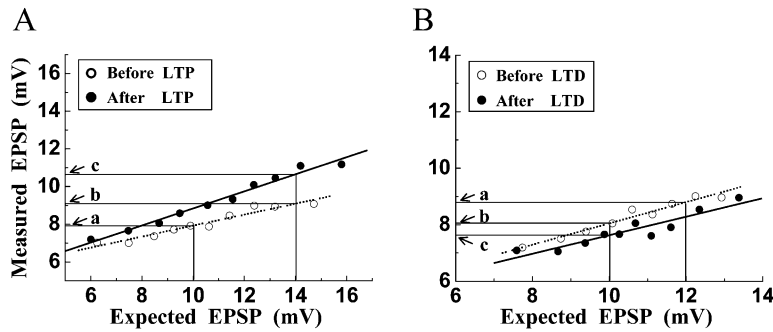 A
Measured EPSP (mV)
16
14
12
10
8
6
Before LTP
After LTP
c
b
a
6 8 10 12 14 16
Expected EPSP (mV)
B
14
12
10
8
6
Before LTD
After LTD
a
b
c
6 8 10 12 14
Expected EPSP (mV)